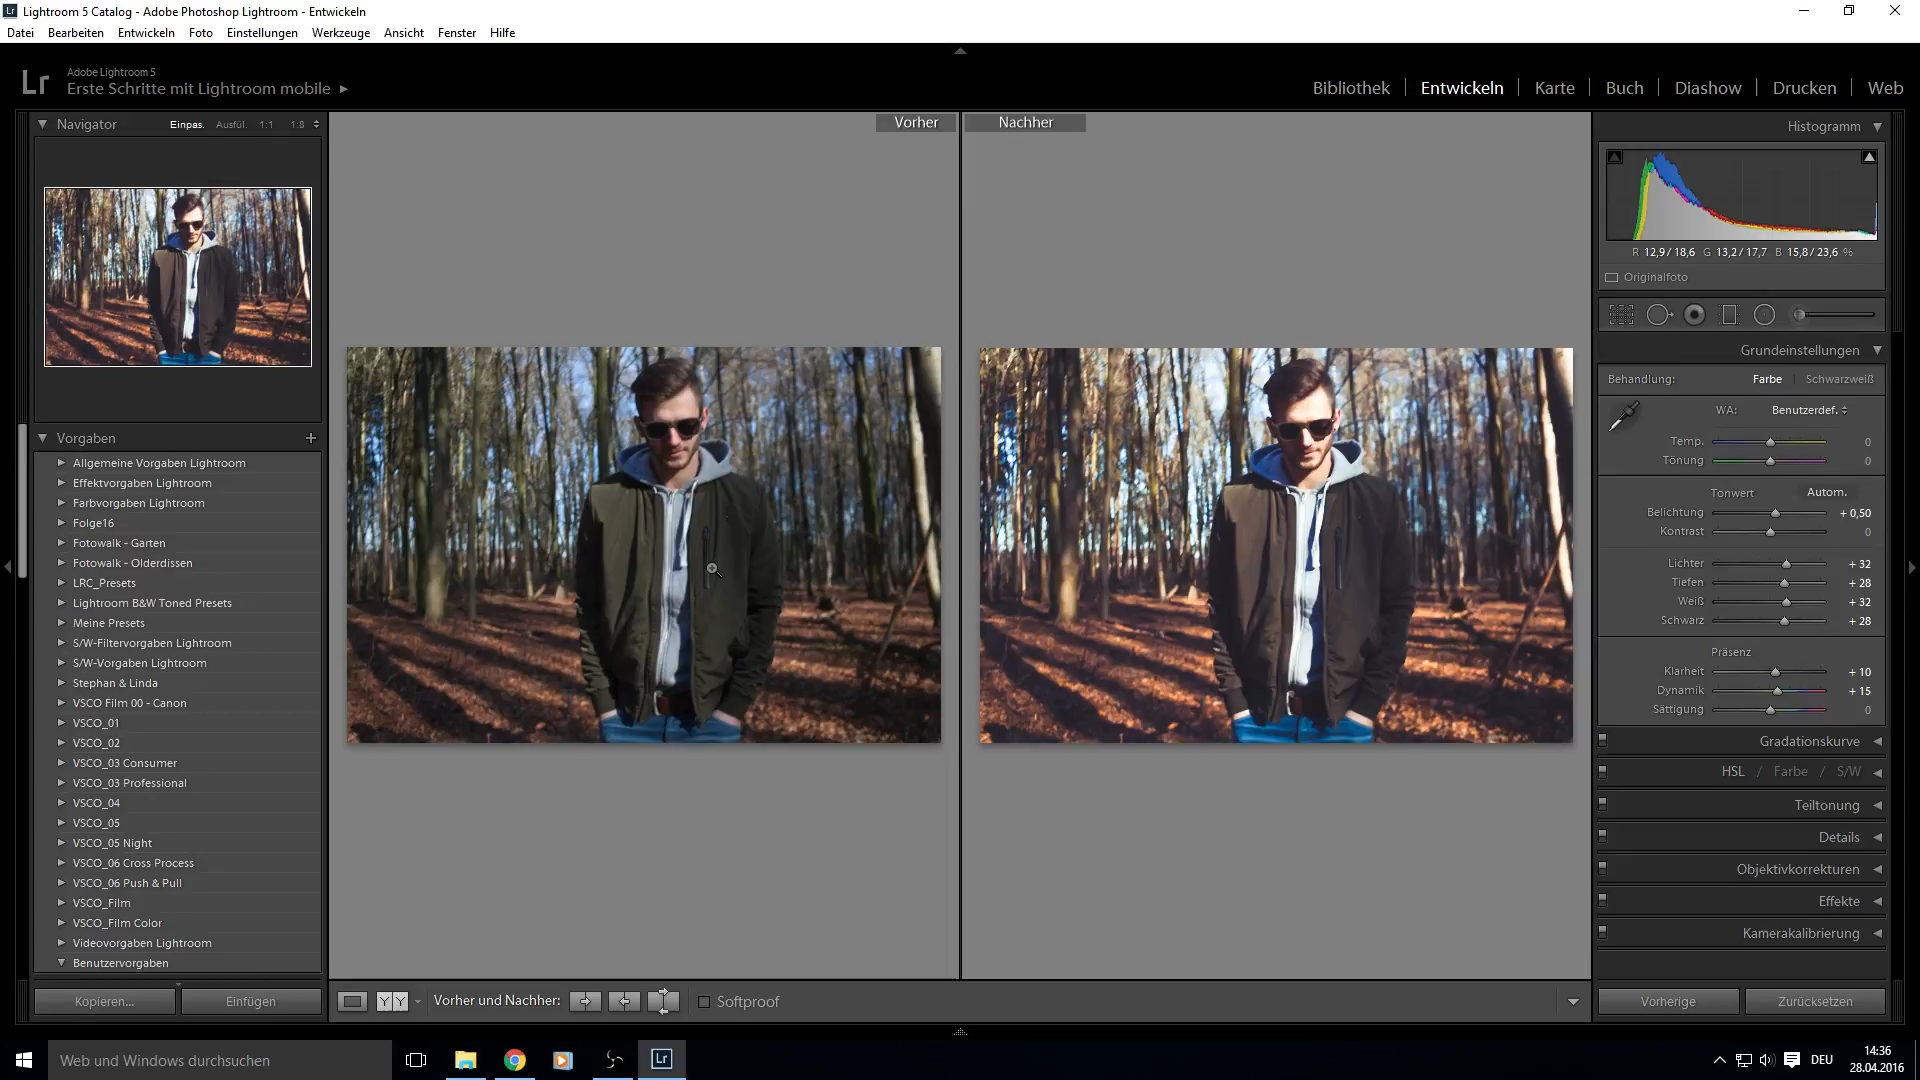 Lightroom 5 Catalog - Adobe Photoshop Lightroom - Entwickeln
Datei Bearbeiten Entwickeln Foto Einstellungen Werkzeuge Ansicht Fenster Hilfe
Lr
Adobe Lightroom 5
Erste Schritte mit Lightroom mobile
Bibliothek | Entwickeln | Karte | Buch | Diashow | Drucken | Web
Navigator Einpas. Ausfül. 1:1 1:8
Vorher
Nachher
Histogramm
R 12,9 / 18,6 G 13,2 / 17,7 B 15,8 / 23,6 %
Originalfoto
Grundeinstellungen
Behandlung: Farbe | Schwarzweiß
WA: Benutzerdef.
Temp. 0
Tönung 0
Tonwert Autom.
Belichtung + 0,50
Kontrast 0
Lichter + 32
Tiefen + 28
Weiß + 32
Schwarz + 28
Präsenz
Klarheit + 10
Dynamik + 15
Sättigung 0
Gradationskurve
HSL / Farbe / S/W
Teiltonung
Details
Objektivkorrekturen
Effekte
Kamerakalibrierung
Vorherige Zurücksetzen
Vorgaben +
Allgemeine Vorgaben Lightroom
Effektvorgaben Lightroom
Farbvorgaben Lightroom
Folge16
Fotowalk - Garten
Fotowalk - Olderdissen
LRC_Presets
Lightroom B&W Toned Presets
Meine Presets
S/W-Filtervorgaben Lightroom
S/W-Vorgaben Lightroom
Stephan & Linda
VSCO Film 00 - Canon
VSCO_01
VSCO_02
VSCO_03 Consumer
VSCO_03 Professional
VSCO_04
VSCO_05
VSCO_05 Night
VSCO_06 Cross Process
VSCO_06 Push & Pull
VSCO_Film
VSCO_Film Color
Videovorgaben Lightroom
Benutzervorgaben
Kopieren... Einfügen
YY Vorher und Nachher: Softproof
Web und Windows durchsuchen
Lr
DEU
14:36
28.04.2016